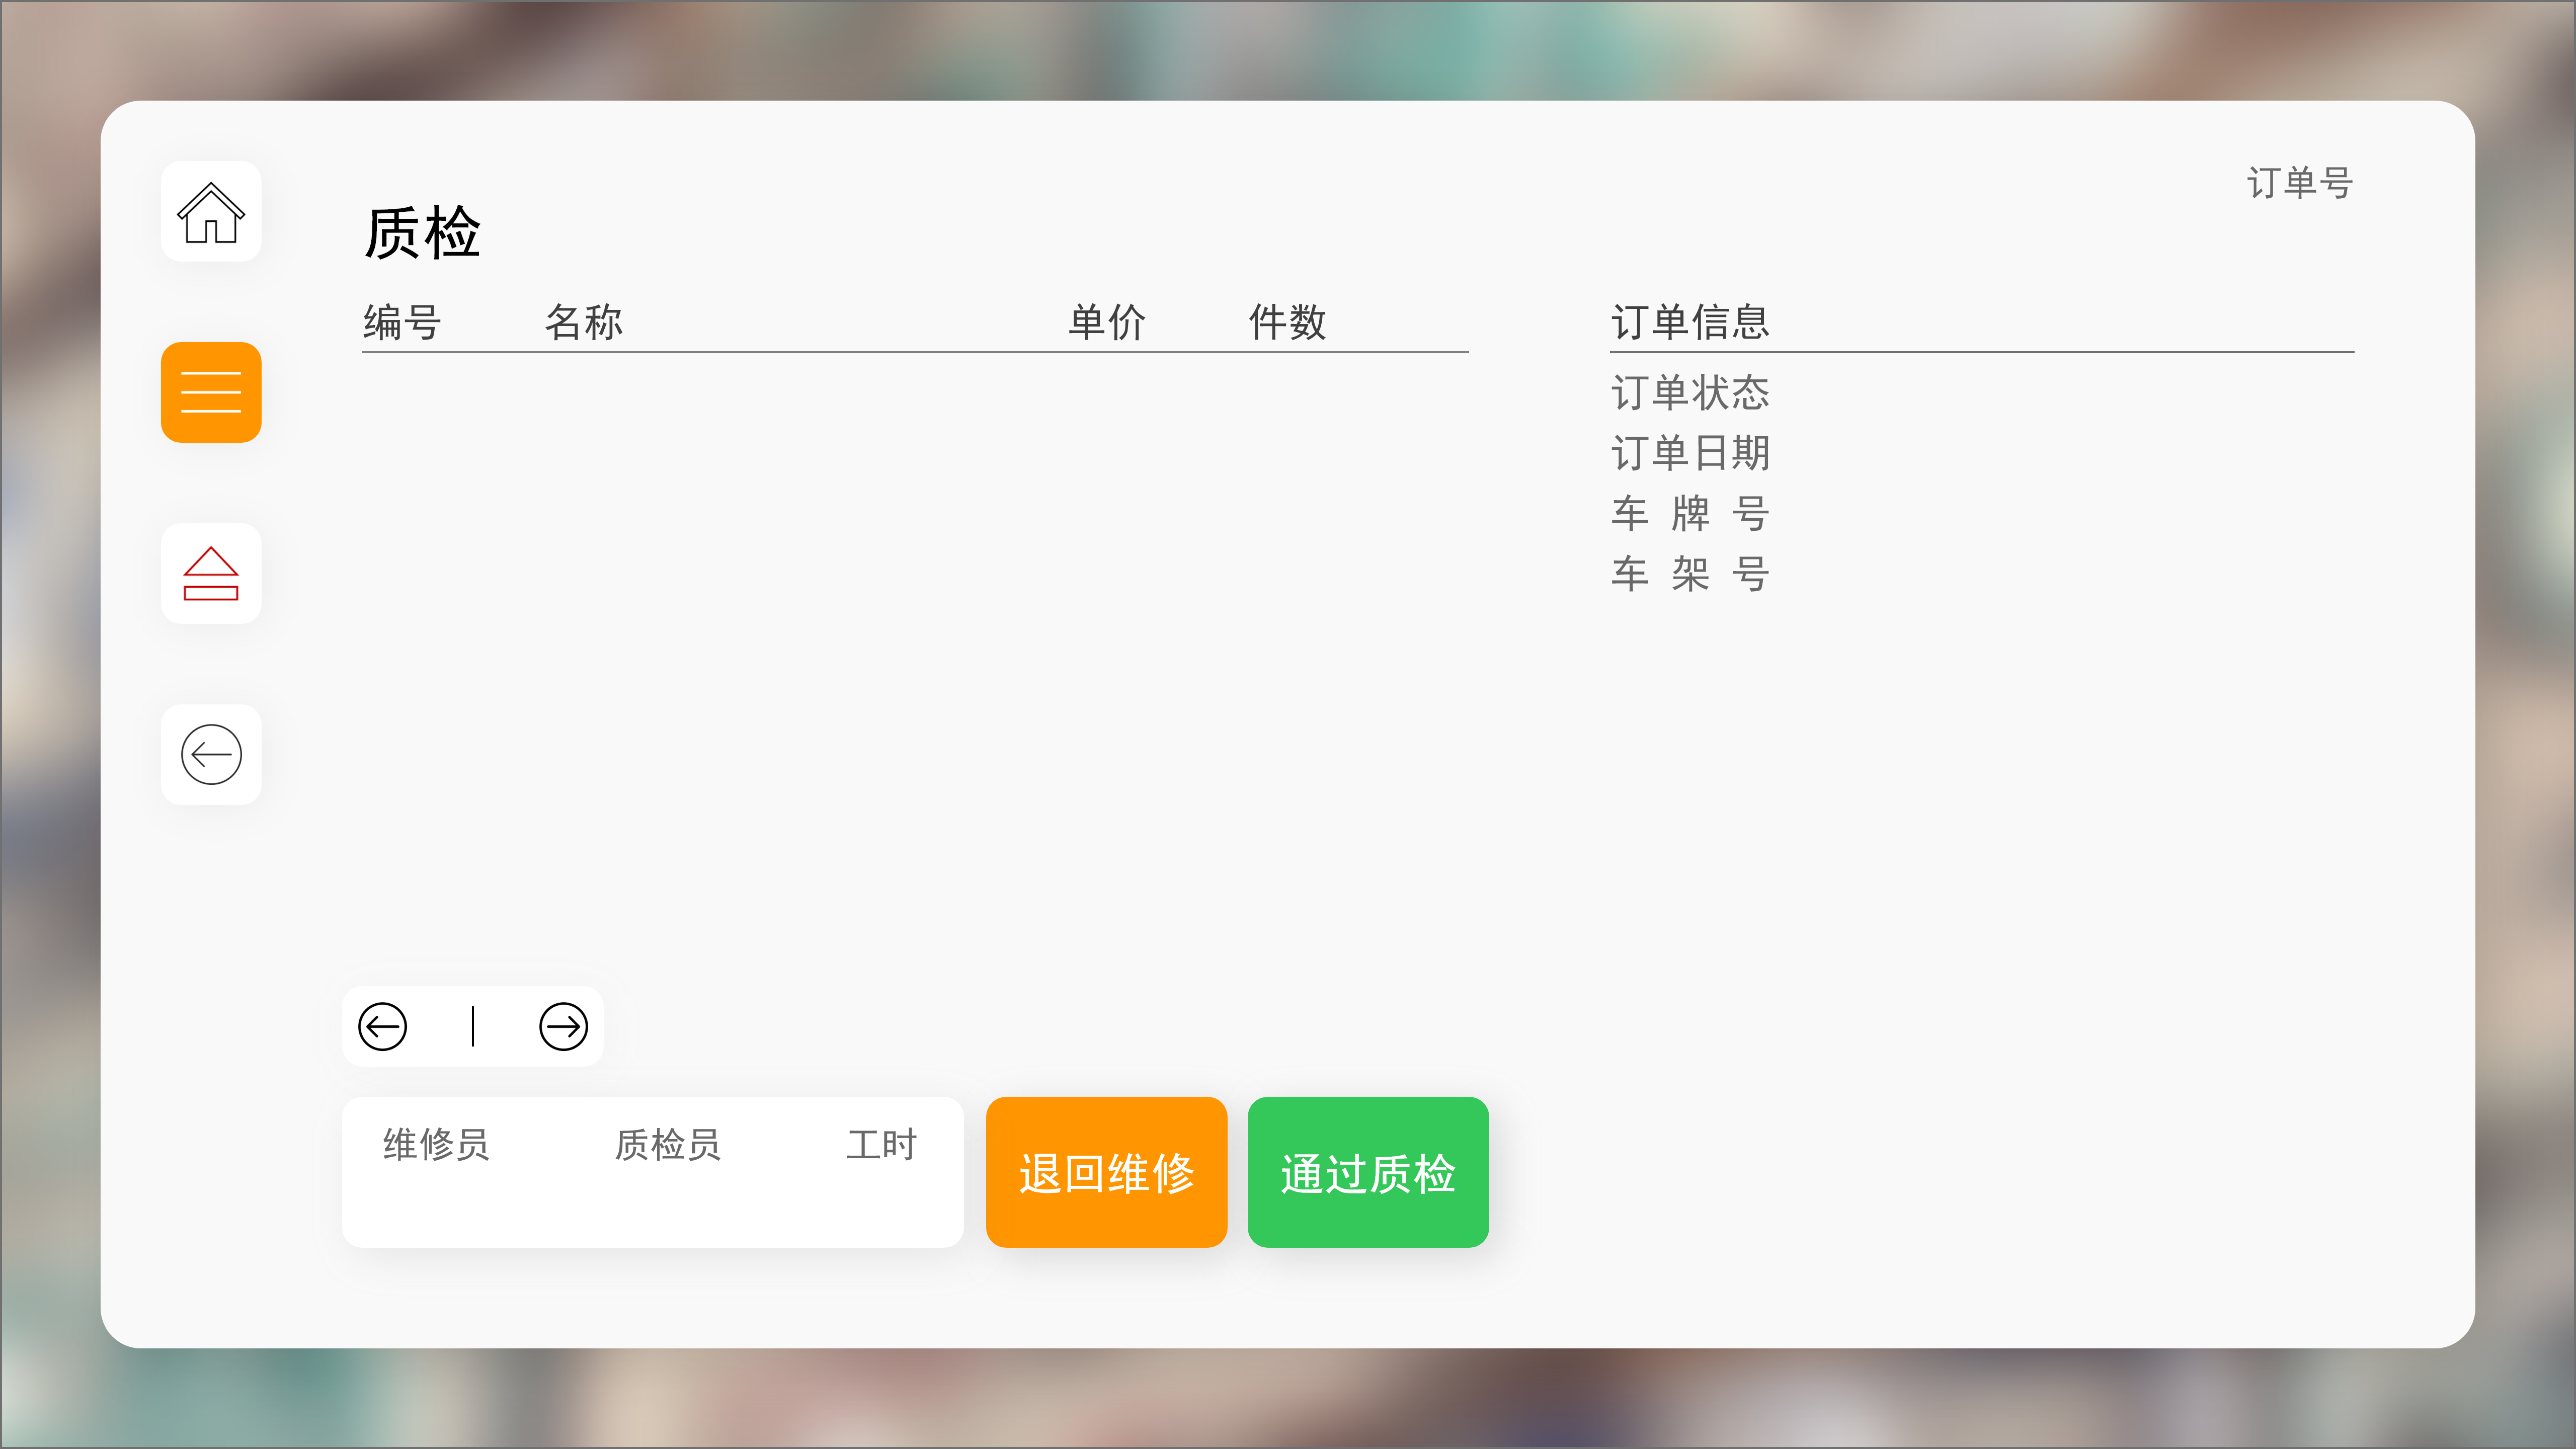 订单号
质检
编号 名称 单价 件数
订单信息
订单状态
订单日期
车 牌 号
车 架 号
维修员 质检员 工时
退回维修
通过质检